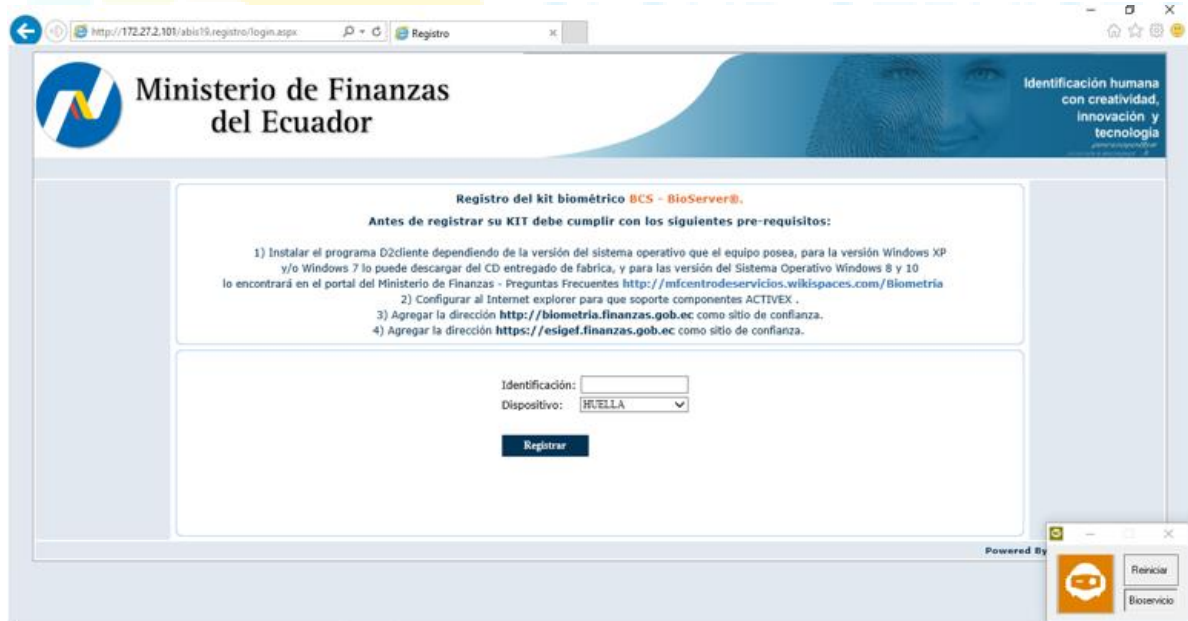 http://172.27.2.101/abis19.registro/login.aspx
Registro
Ministerio de Finanzas
del Ecuador
Identificación humana
con creatividad,
innovación y
tecnología
Registro del kit biométrico BCS - BioServer®.
Antes de registrar su KIT debe cumplir con los siguientes pre-requisitos:
1) Instalar el programa D2cliente dependiendo de la versión del sistema operativo que el equipo posea, para la versión Windows XP
y/o Windows 7 lo puede descargar del CD entregado de fabrica, y para las versión del Sistema Operativo Windows 8 y 10
lo encontrará en el portal del Ministerio de Finanzas - Preguntas Frecuentes http://mfcentrodeservicios.wikispaces.com/Biometria
2) Configurar al Internet explorer para que soporte componentes ACTIVEX .
3) Agregar la dirección http://biometria.finanzas.gob.ec como sitio de confianza.
4) Agregar la dirección https://esigef.finanzas.gob.ec como sitio de confianza.
Identificación:
Dispositivo: HUELLA
Registrar
Powered By
Reiniciar
Bioservicio